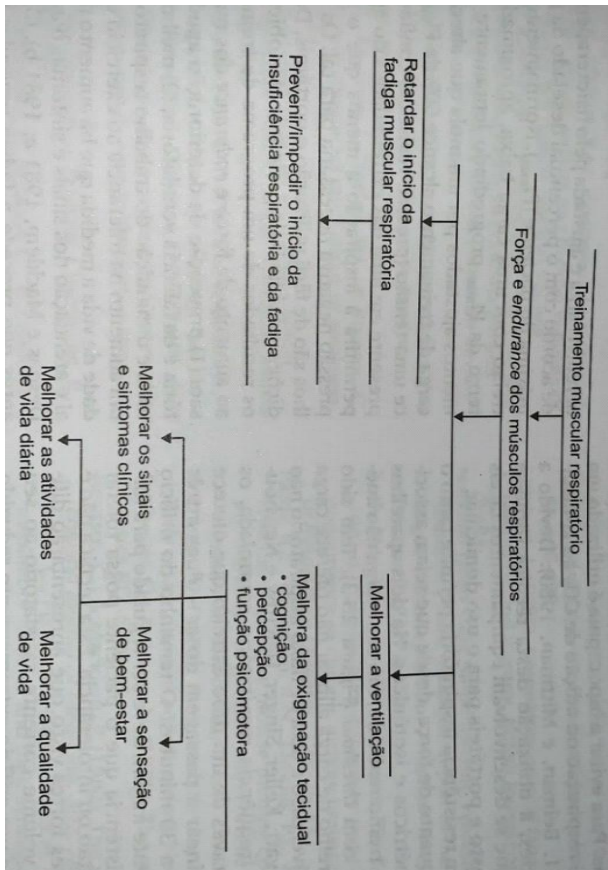 Treinamento muscular respiratório
Força e endurance dos músculos respiratórios
Retardar o início da
fadiga muscular respiratória
Prevenir/impedir o início da
insuficiência respiratória e da fadiga
Melhorar a ventilação
Melhora da oxigenação tecidual
• cognição
• percepção
• função psicomotora
Melhorar os sinais
e sintomas clínicos
Melhorar a sensação
de bem-estar
Melhorar as atividades
de vida diária
Melhorar a qualidade
de vida